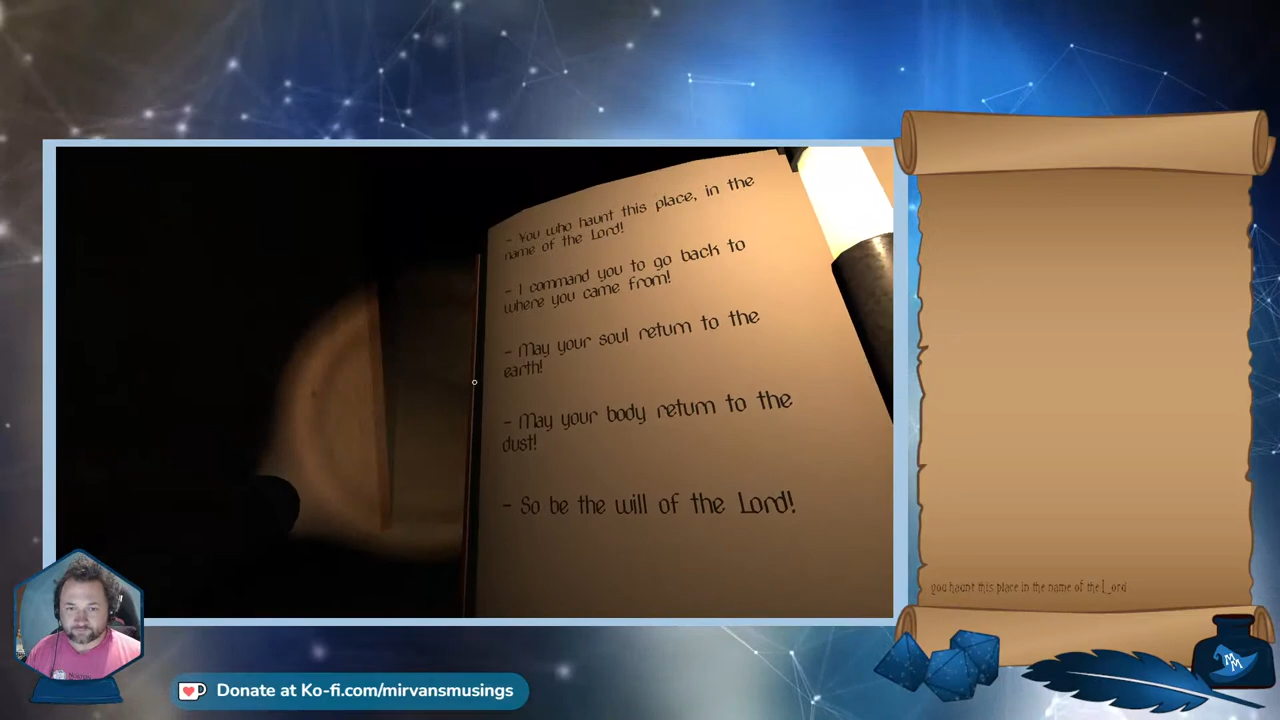 - You who haunt this place, in the
name of the Lord!
- I command you to go back to
where you came from!
- May your soul return to the
earth!
- May your body return to the
dust!
- So be the will of the Lord!
you haunt this place in the name of the Lord
M
M
Donate at Ko-fi.com/mirvansmusings